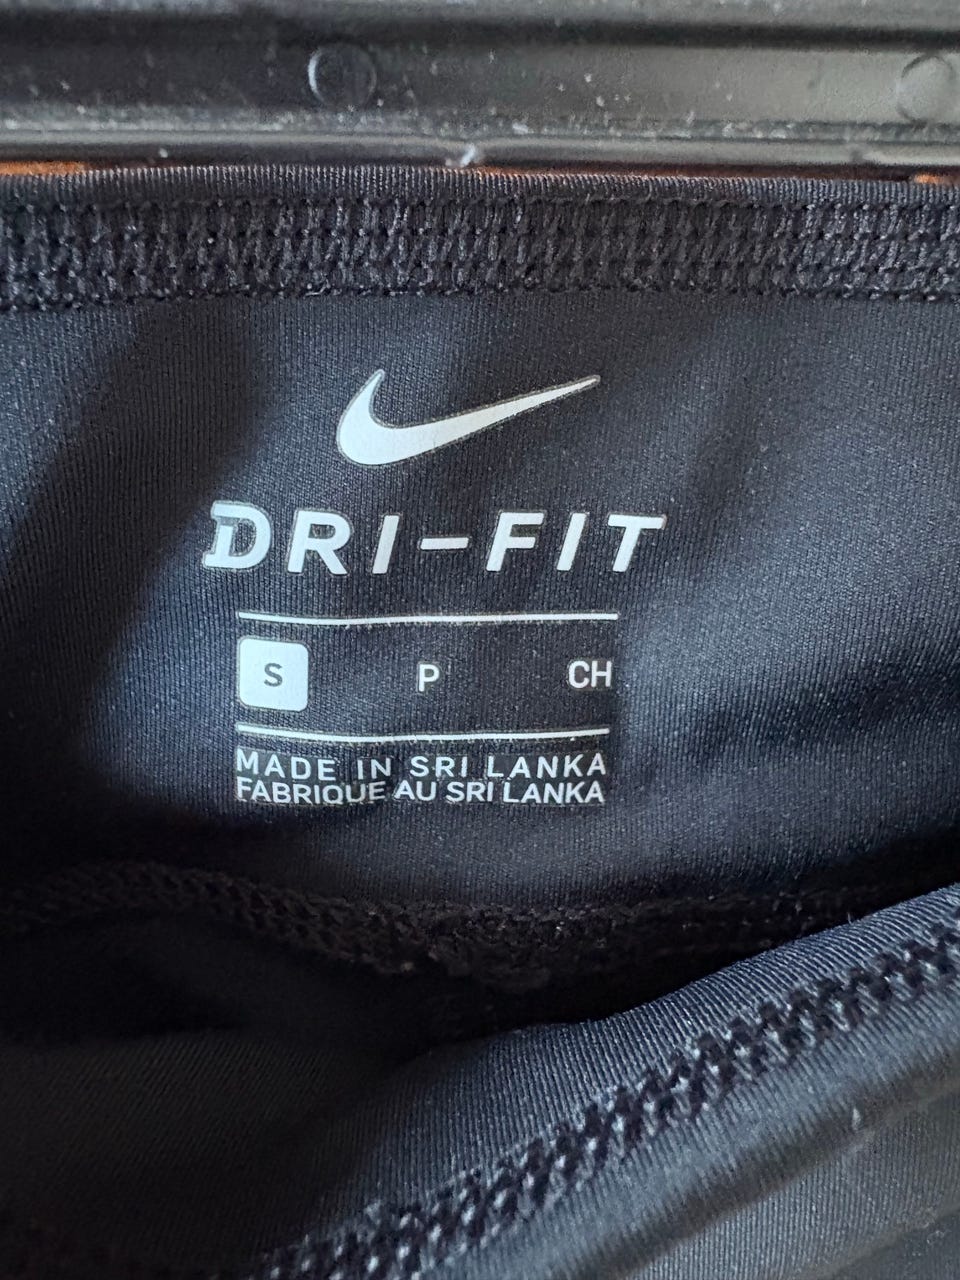 DRI-FIT
S P CH
MADE IN SRI LANKA
FABRIQUE AU SRI LANKA